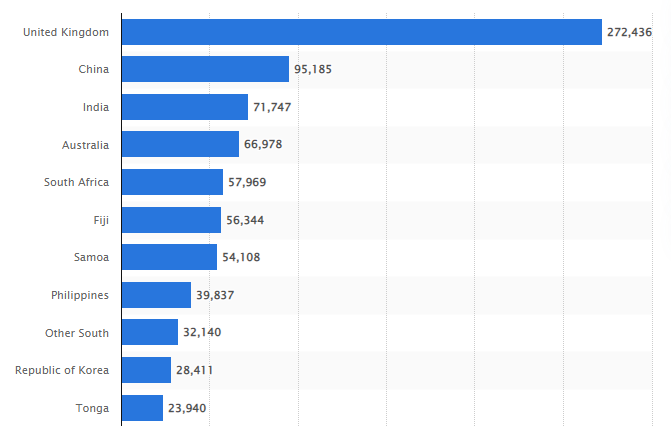 United Kingdom 272,436
China 95,185
India 71,747
Australia 66,978
South Africa 57,969
Fiji 56,344
Samoa 54,108
Philippines 39,837
Other South 32,140
Republic of Korea 28,411
Tonga 23,940